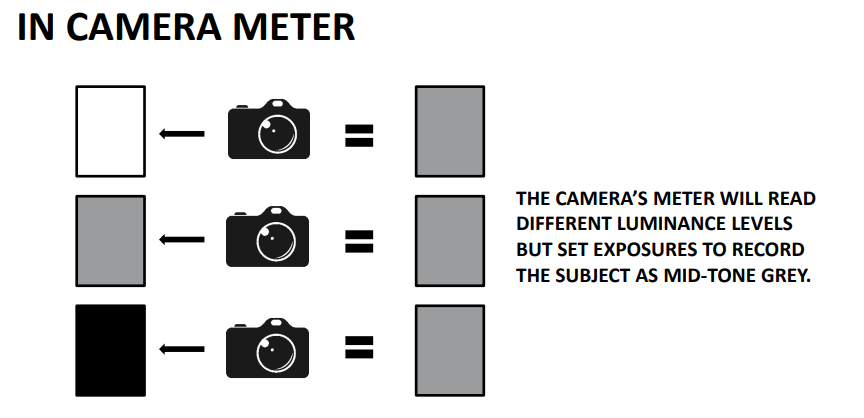 IN CAMERA METER
THE CAMERA’S METER WILL READ
DIFFERENT LUMINANCE LEVELS
BUT SET EXPOSURES TO RECORD
THE SUBJECT AS MID-TONE GREY.